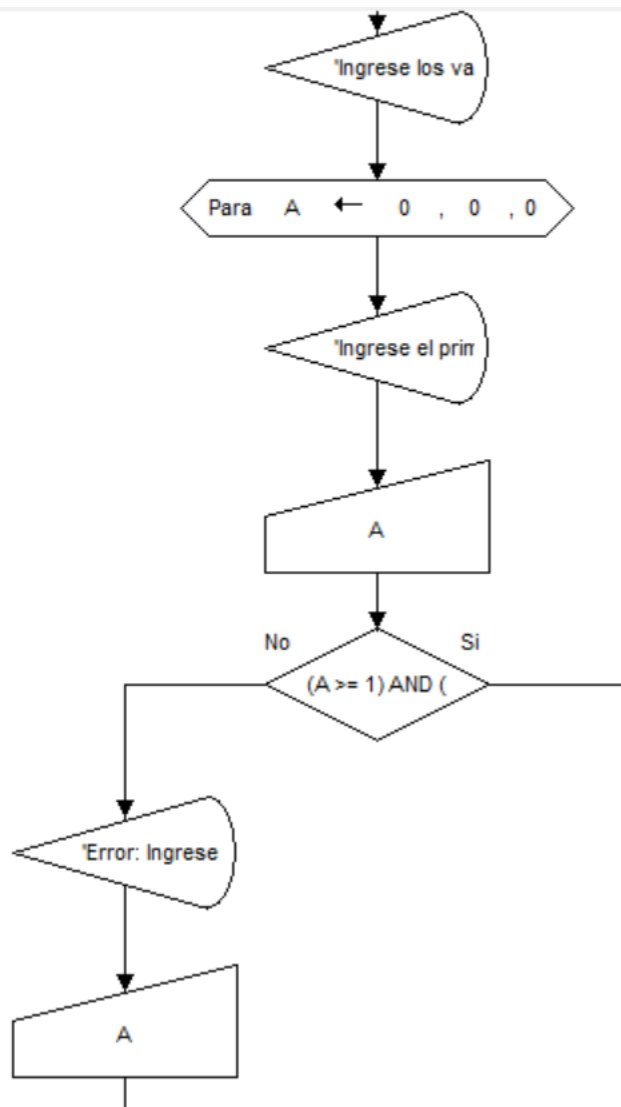 'Ingrese los va
Para A ← 0 , 0 , 0
'Ingrese el prim
A
No
Si
(A >= 1) AND (
'Error: Ingrese
A